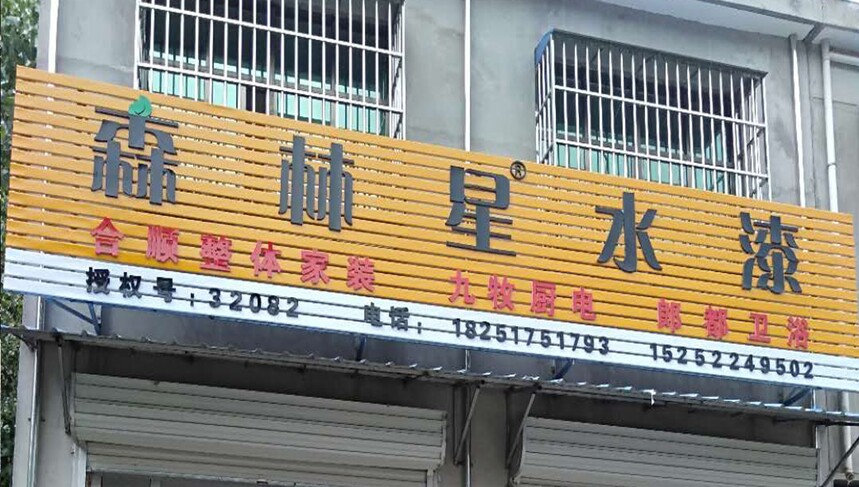 森林星®水漆
合顺整体家装 九牧厨电 郎都卫浴
授权号：32082 电话：18251751793 15252249502